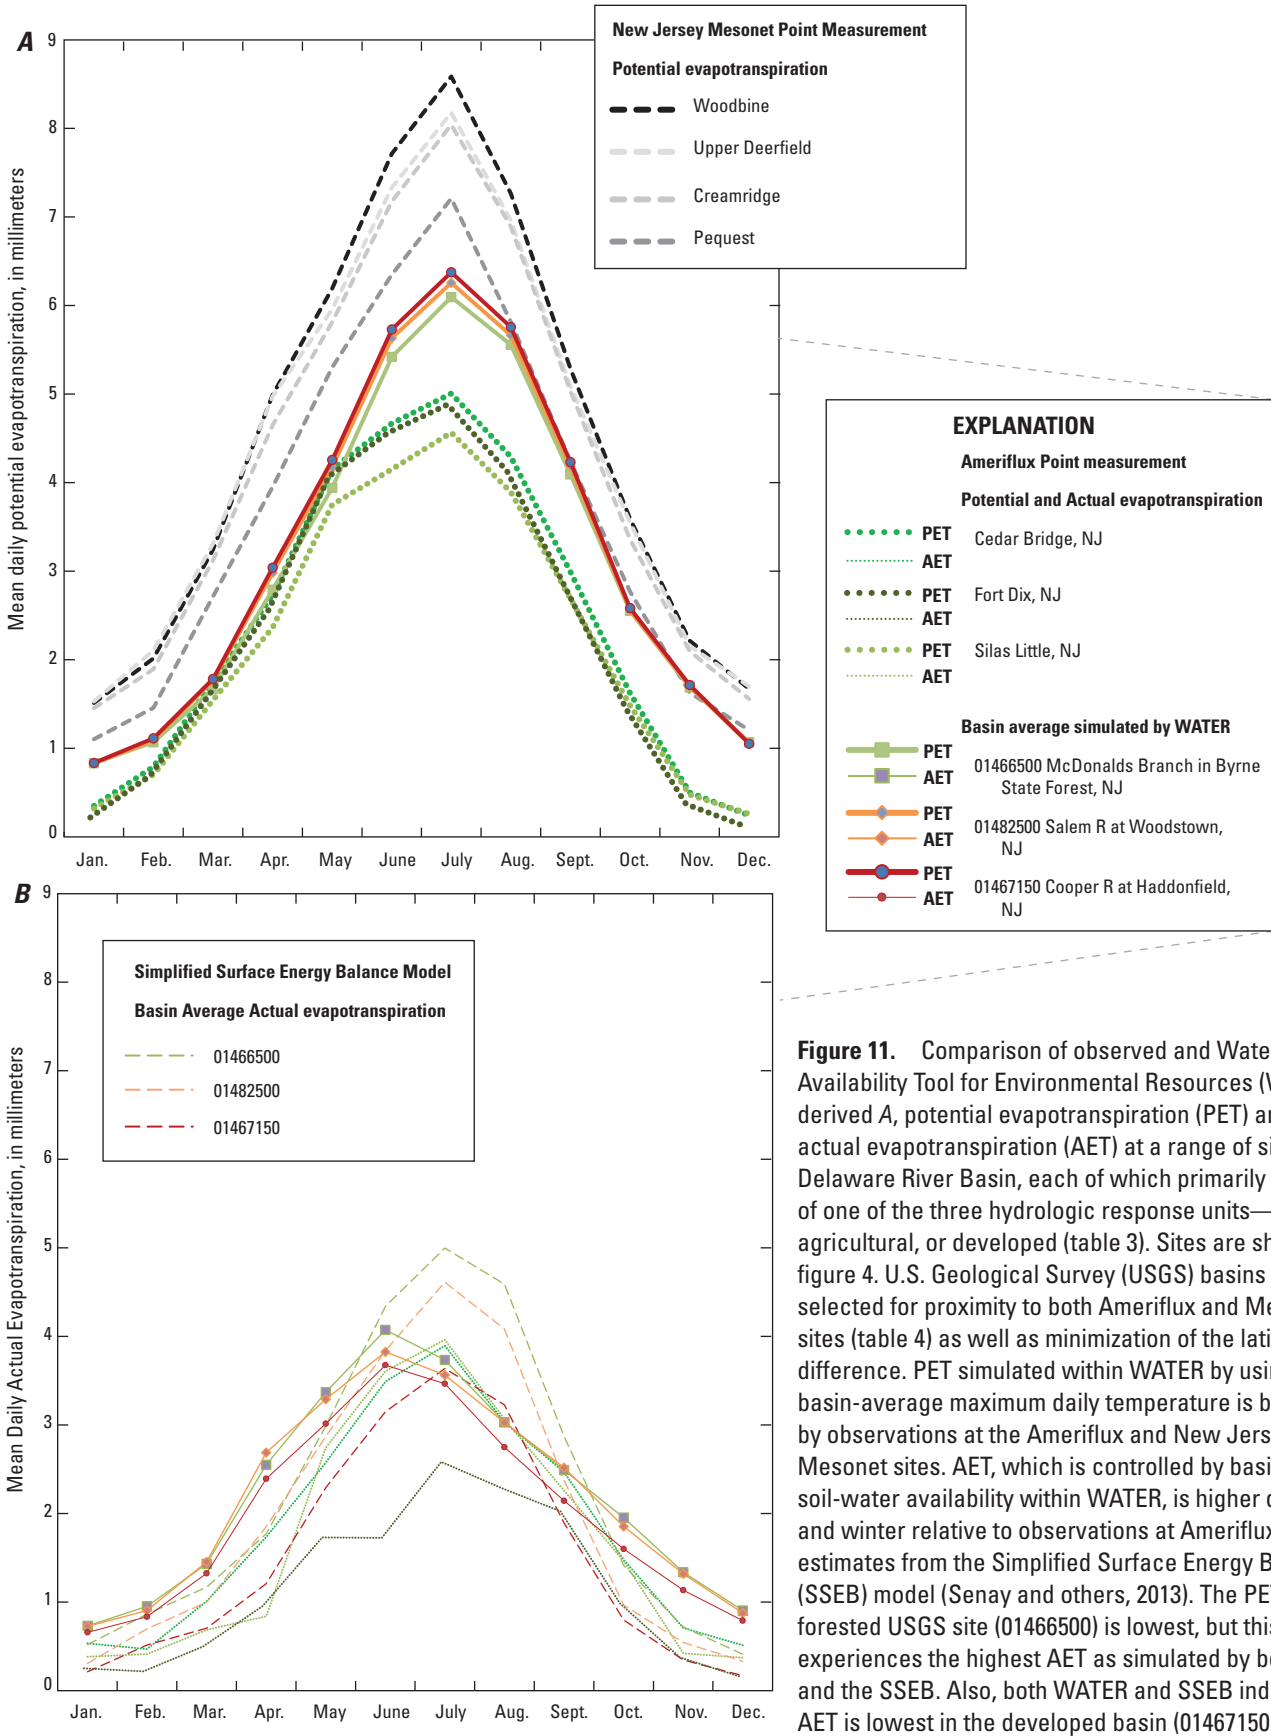 A
9
8
7
6
5
4
3
2
1
0
Mean daily potential evapotranspiration, in millimeters
Jan. Feb. Mar. Apr. May June July Aug. Sept. Oct. Nov. Dec.
New Jersey Mesonet Point Measurement
Potential evapotranspiration
Woodbine
Upper Deerfield
Creamridge
Pequest
EXPLANATION
Ameriflux Point measurement
Potential and Actual evapotranspiration
PET Cedar Bridge, NJ
AET
PET Fort Dix, NJ
AET
PET Silas Little, NJ
AET
Basin average simulated by WATER
PET
AET
01466500 McDonalds Branch in Byrne
State Forest, NJ
PET
AET
01482500 Salem R at Woodstown,
NJ
PET
AET
01467150 Cooper R at Haddonfield,
NJ
B
9
8
7
6
5
4
3
2
1
0
Mean Daily Actual Evapotranspiration, in millimeters
Jan. Feb. Mar. Apr. May June July Aug. Sept. Oct. Nov. Dec.
Simplified Surface Energy Balance Model
Basin Average Actual evapotranspiration
01466500
01482500
01467150
Figure 11. Comparison of observed and Wate
Availability Tool for Environmental Resources (
derived A, potential evapotranspiration (PET) a
actual evapotranspiration (AET) at a range of si
Delaware River Basin, each of which primarily
of one of the three hydrologic response units—
agricultural, or developed (table 3). Sites are sh
figure 4. U.S. Geological Survey (USGS) basins
selected for proximity to both Ameriflux and Me
sites (table 4) as well as minimization of the lati
difference. PET simulated within WATER by usi
basin-average maximum daily temperature is b
by observations at the Ameriflux and New Jers
Mesonet sites. AET, which is controlled by basi
soil-water availability within WATER, is higher
and winter relative to observations at Ameriflux
estimates from the Simplified Surface Energy B
(SSEB) model (Senay and others, 2013). The PE
forested USGS site (01466500) is lowest, but this
experiences the highest AET as simulated by b
and the SSEB. Also, both WATER and SSEB ind
AET is lowest in the developed basin (01467150